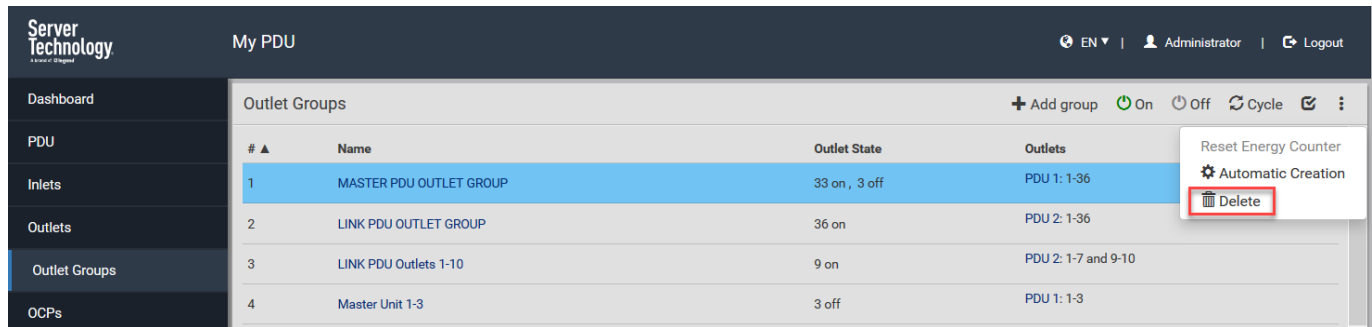 Server Technology.
A brand of legrand
My PDU
EN ▼ | Administrator | Logout
Dashboard
PDU
Inlets
Outlets
Outlet Groups
OCPs
Outlet Groups
Add group On Off Cycle
# ▲ Name Outlet State Outlets
1 MASTER PDU OUTLET GROUP 33 on , 3 off PDU 1: 1-36
2 LINK PDU OUTLET GROUP 36 on PDU 2: 1-36
3 LINK PDU Outlets 1-10 9 on PDU 2: 1-7 and 9-10
4 Master Unit 1-3 3 off PDU 1: 1-3
Reset Energy Counter
Automatic Creation
Delete